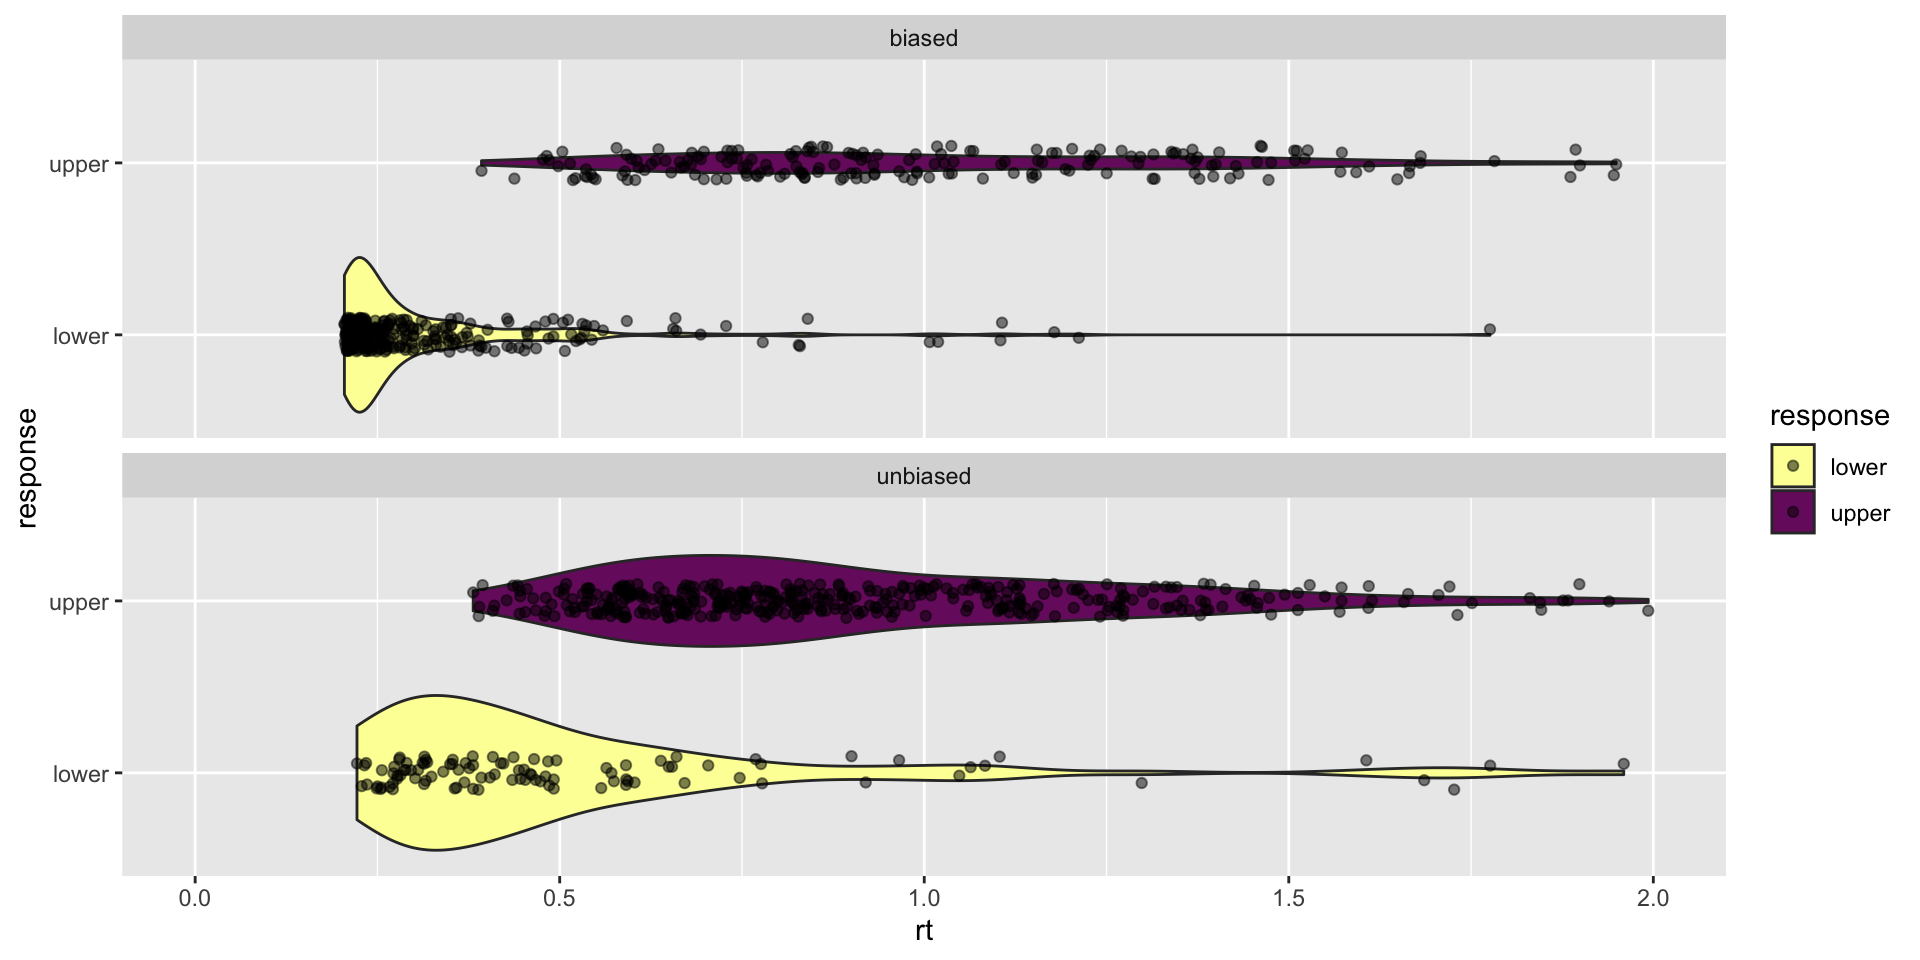 biased
upper
lower
response
unbiased
upper
lower
0.0 0.5 1.0 1.5 2.0
rt
response
lower
upper